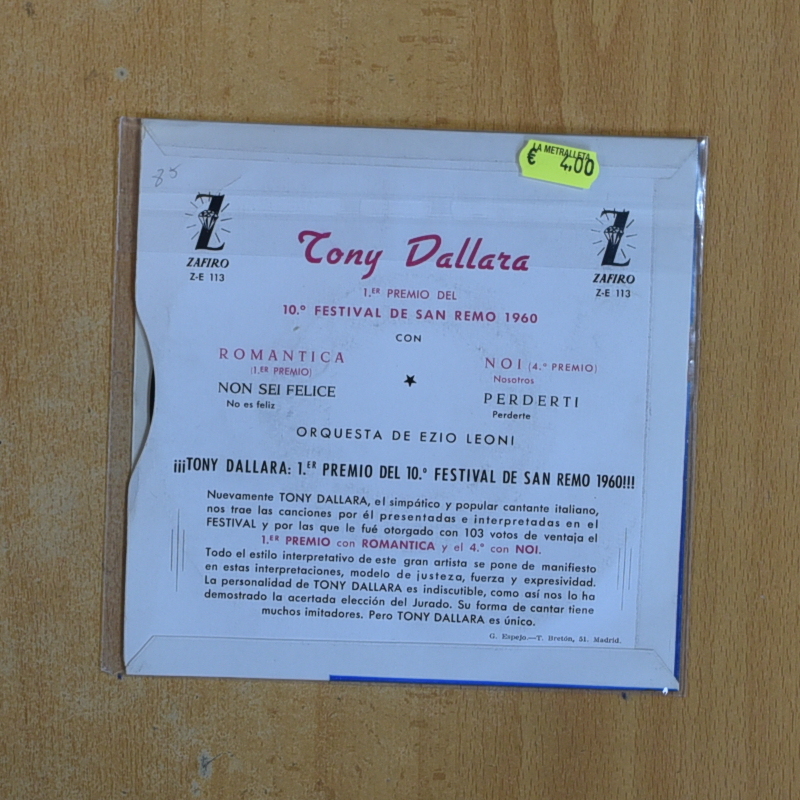 LA METRALLETA
€ 4,00
85
Z
ZAFIRO
Z-E 113
Z
ZAFIRO
Z-E 113
Tony Dallara
1.ER PREMIO DEL
10.º FESTIVAL DE SAN REMO 1960
CON
ROMANTICA
(1.ER PREMIO)
NON SEI FELICE
No es feliz
NOI (4.º PREMIO)
Nosotros
PERDERTI
Perderte
ORQUESTA DE EZIO LEONI
¡¡¡TONY DALLARA: 1.ER PREMIO DEL 10.º FESTIVAL DE SAN REMO 1960!!!
Nuevamente TONY DALLARA, el simpático y popular cantante italiano,
nos trae las canciones por él presentadas e interpretadas en el
FESTIVAL y por las que le fué otorgado con 103 votos de ventaja el
1.ER PREMIO con ROMANTICA y el 4.º con NOI.
Todo el estilo interpretativo de este gran artista se pone de manifiesto
en estas interpretaciones, modelo de justeza, fuerza y expresividad.
La personalidad de TONY DALLARA es indiscutible, como así nos lo ha
demostrado la acertada elección del Jurado. Su forma de cantar tiene
muchos imitadores. Pero TONY DALLARA es único.
G. Espejo.—T. Bretón, 51. Madrid.